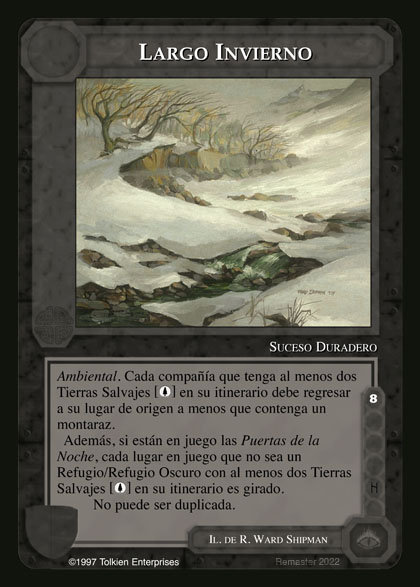 Largo Invierno
Suceso Duradero
Ambiental. Cada compañía que tenga al menos dos
Tierras Salvajes [] en su itinerario debe regresar
a su lugar de origen a menos que contenga un
montaraz.
Además, si están en juego las Puertas de la
Noche, cada lugar en juego que no sea un
Refugio/Refugio Oscuro con al menos dos Tierras
Salvajes [] en su itinerario es girado.
No puede ser duplicada.
8
H
Il. de R. Ward Shipman
©1997 Tolkien Enterprises
Remaster 2022